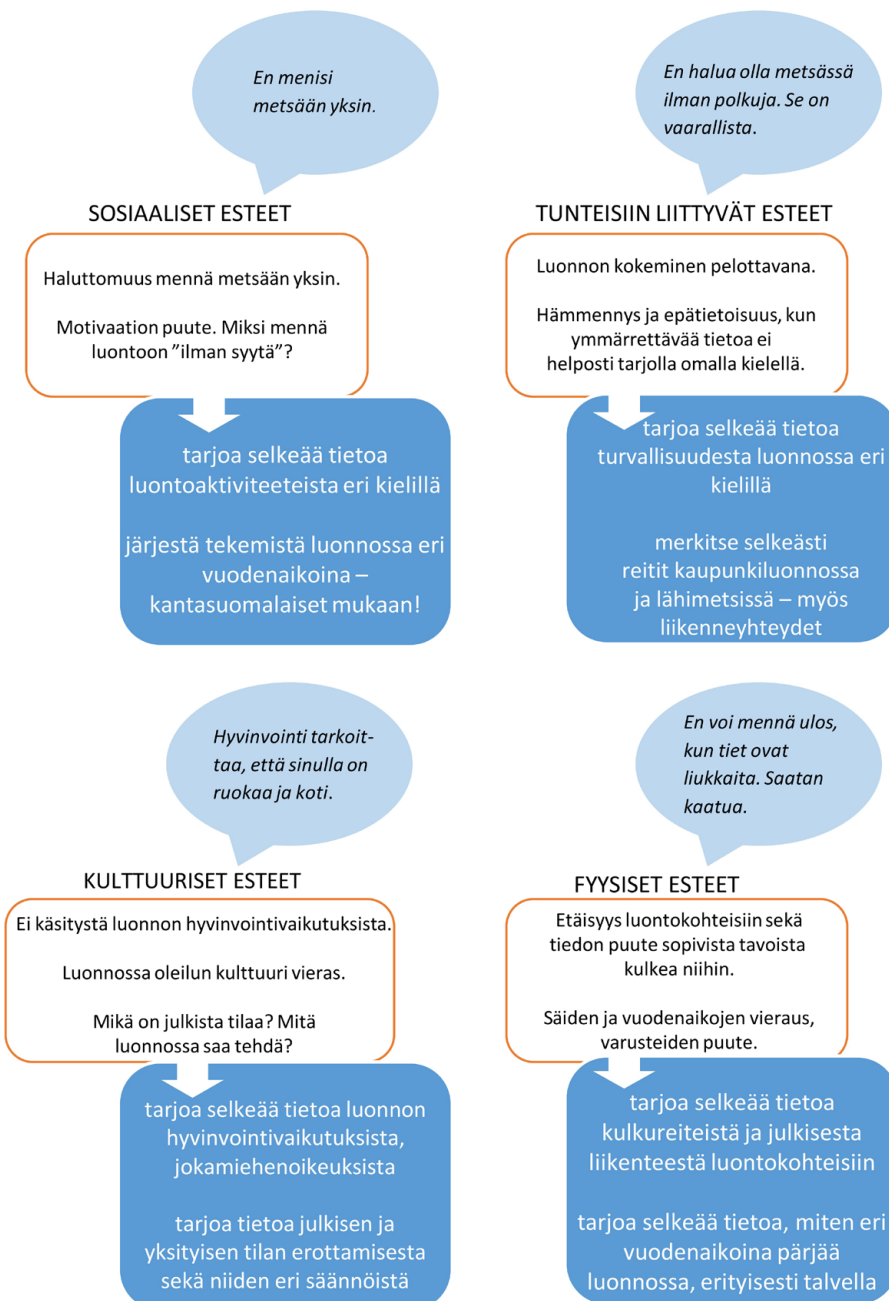 En menisi
metsään yksin.
SOSIAALISET ESTEET
Haluttomuus mennä metsään yksin.
Motivaation puute. Miksi mennä
luontoon ”ilman syytä”?
tarjoa selkeää tietoa
luontoaktiviteeteista eri kielillä
järjestä tekemistä luonnossa eri
vuodenaikoina –
kantasuomalaiset mukaan!
En halua olla metsässä
ilman polkuja. Se on
vaarallista.
TUNTEISIIN LIITTYVÄT ESTEET
Luonnon kokeminen pelottavana.
Hämmennys ja epätietoisuus, kun
ymmärrettävää tietoa ei
helposti tarjolla omalla kielellä.
tarjoa selkeää tietoa
turvallisuudesta luonnossa eri
kielillä
merkitse selkeästi
reitit kaupunkiluonnossa
ja lähimetsissä – myös
liikenneyhteydet
Hyvinvointi tarkoit-
taa, että sinulla on
ruokaa ja koti.
KULTTUURISET ESTEET
Ei käsitystä luonnon hyvinvointivaikutuksista.
Luonnossa oleilun kulttuuri vieras.
Mikä on julkista tilaa? Mitä
luonnossa saa tehdä?
tarjoa selkeää tietoa luonnon
hyvinvointivaikutuksista,
jokamiehenoikeuksista
tarjoa tietoa julkisen ja
yksityisen tilan erottamisesta
sekä niiden eri säännöistä
En voi mennä ulos,
kun tiet ovat
liukkaita. Saatan
kaatua.
FYYSISET ESTEET
Etäisyys luontokohteisiin sekä
tiedon puute sopivista tavoista
kulkea niihin.
Säiden ja vuodenaikojen vieraus,
varusteiden puute.
tarjoa selkeää tietoa
kulkureiteistä ja julkisesta
liikenteestä luontokohteisiin
tarjoa selkeää tietoa, miten eri
vuodenaikoina pärjää
luonnossa, erityisesti talvella